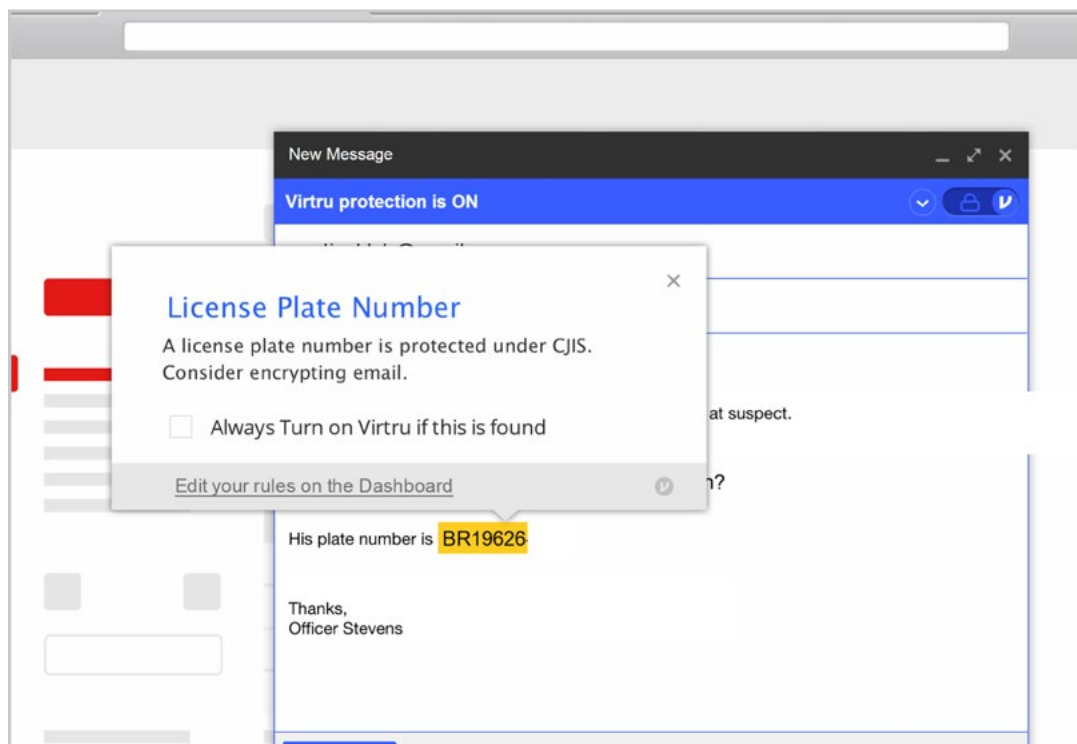 New Message
Virtru protection is ON
License Plate Number
A license plate number is protected under CJIS.
Consider encrypting email.
Always Turn on Virtru if this is found
at suspect.
Edit your rules on the Dashboard
His plate number is BR19626
Thanks,
Officer Stevens